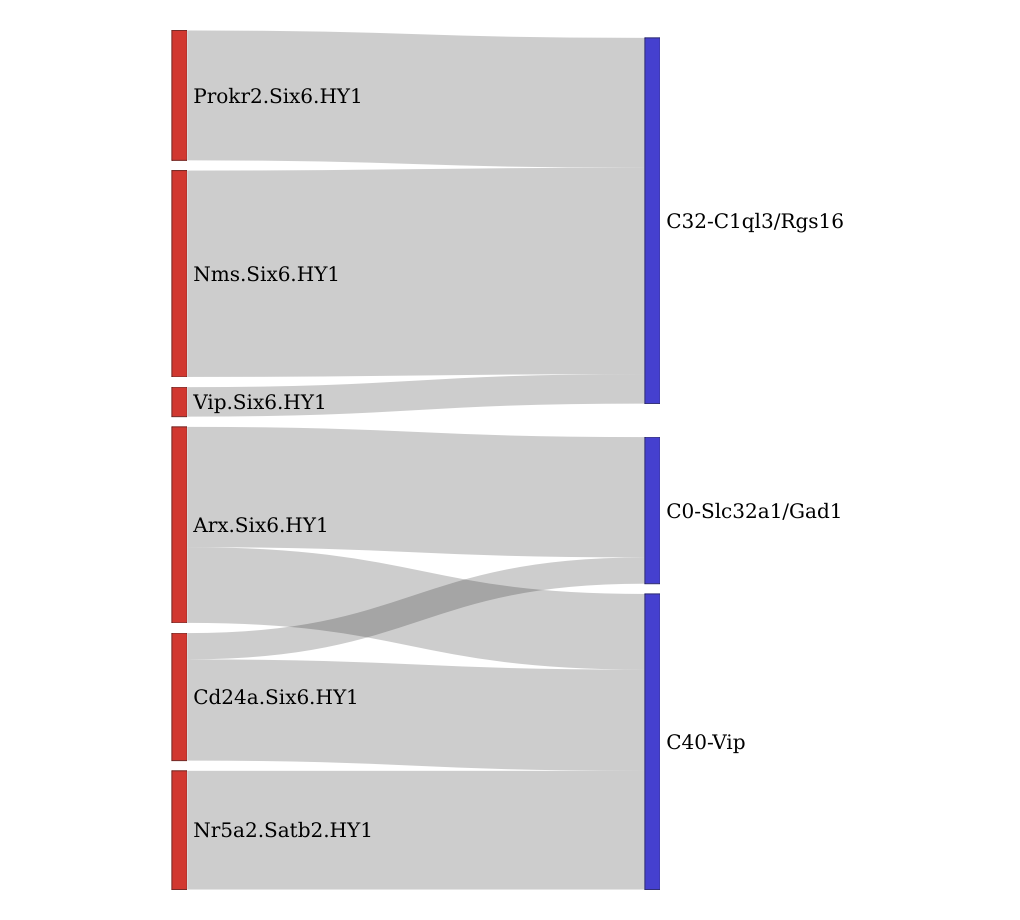 Prokr2.Six6.HY1
Nms.Six6.HY1
Vip.Six6.HY1
Arx.Six6.HY1
Cd24a.Six6.HY1
Nr5a2.Satb2.HY1
C32-C1ql3/Rgs16
C0-Slc32a1/Gad1
C40-Vip